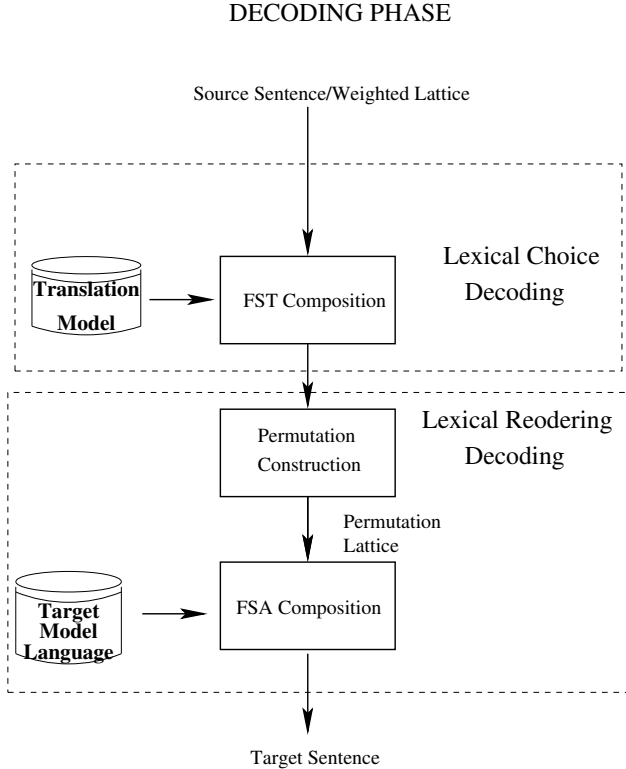 DECODING PHASE
Source Sentence/Weighted Lattice
Lexical Choice
Decoding
Translation
Model
FST Composition
Lexical Reodering
Decoding
Permutation
Construction
Permutation
Lattice
Target
Model
Language
FSA Composition
Target Sentence